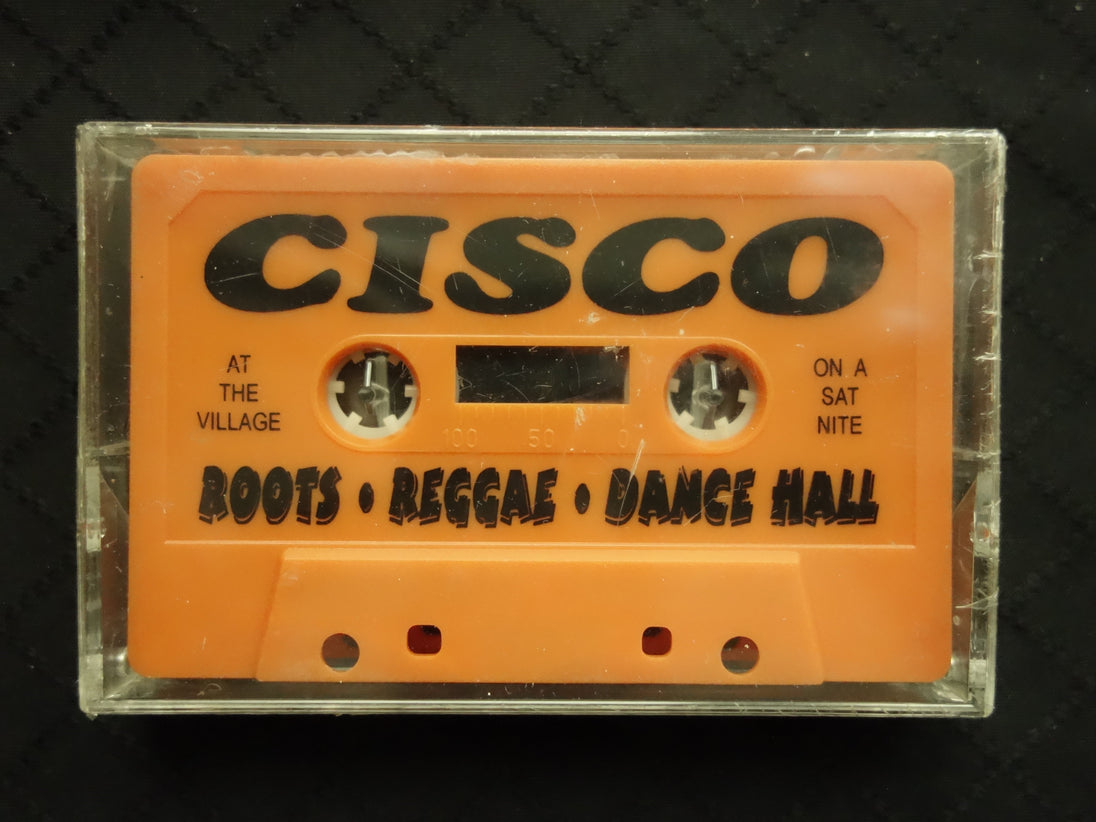 CISCO
AT
THE
VILLAGE
ON A
SAT
NITE
100 50 0
ROOTS • REGGAE • DANCE HALL